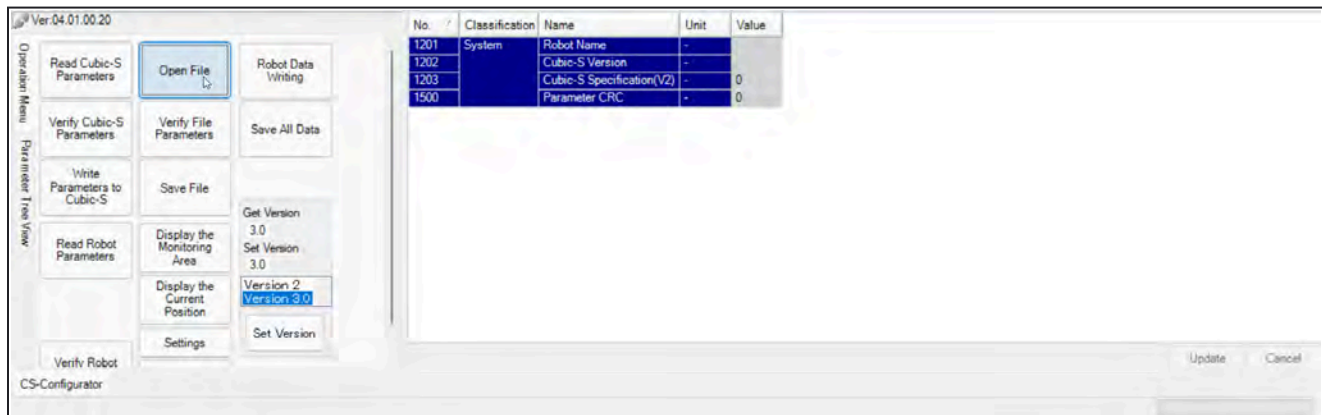 Ver:04.01.00.20
Operation Menu
Parameter Tree View
Read Cubic-S
Parameters
Open File
Robot Data
Writing
Verify Cubic-S
Parameters
Verify File
Parameters
Save All Data
Write
Parameters to
Cubic-S
Save File
Get Version
3.0
Set Version
3.0
Version 2
Version 3.0
Set Version
Read Robot
Parameters
Display the
Monitoring
Area
Display the
Current
Position
Settings
Verify Robot
CS-Configurator
No. Classification Name Unit Value
1201 System Robot Name -
1202 Cubic-S Version -
1203 Cubic-S Specification(V2) - 0
1500 Parameter CRC - 0
Update Cancel